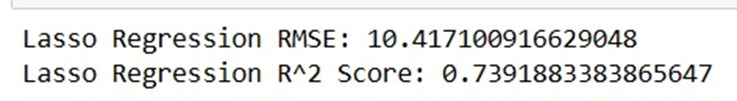 Lasso Regression RMSE: 10.417100916629048
Lasso Regression R^2 Score: 0.7391883383865647